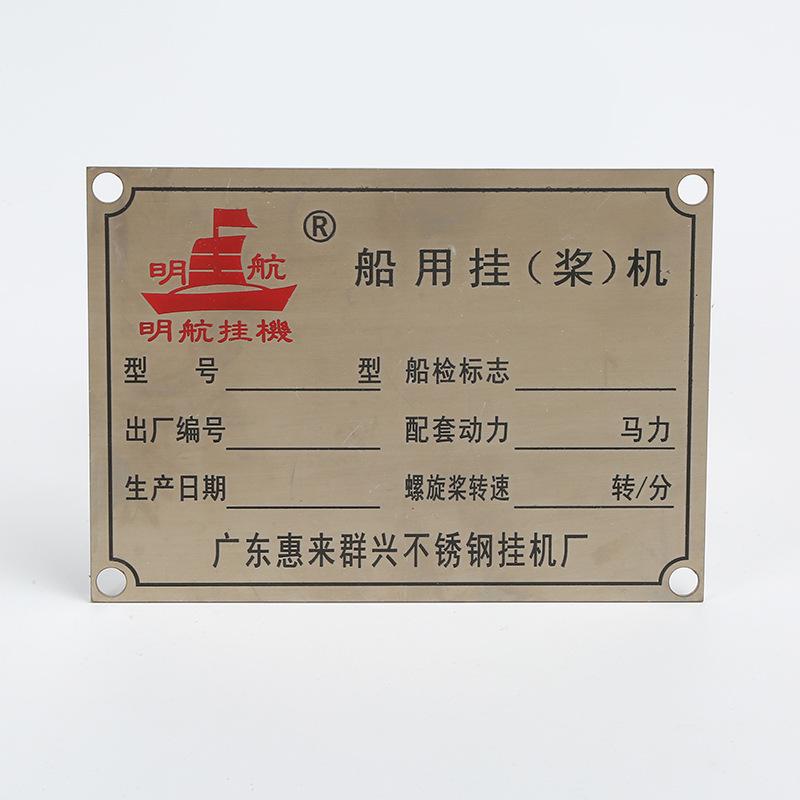 明航
®
船用挂（桨）机
明航挂機
型 号 型 船检标志
出厂编号 配套动力 马力
生产日期 螺旋桨转速 转/分
广东惠来群兴不锈钢挂机厂